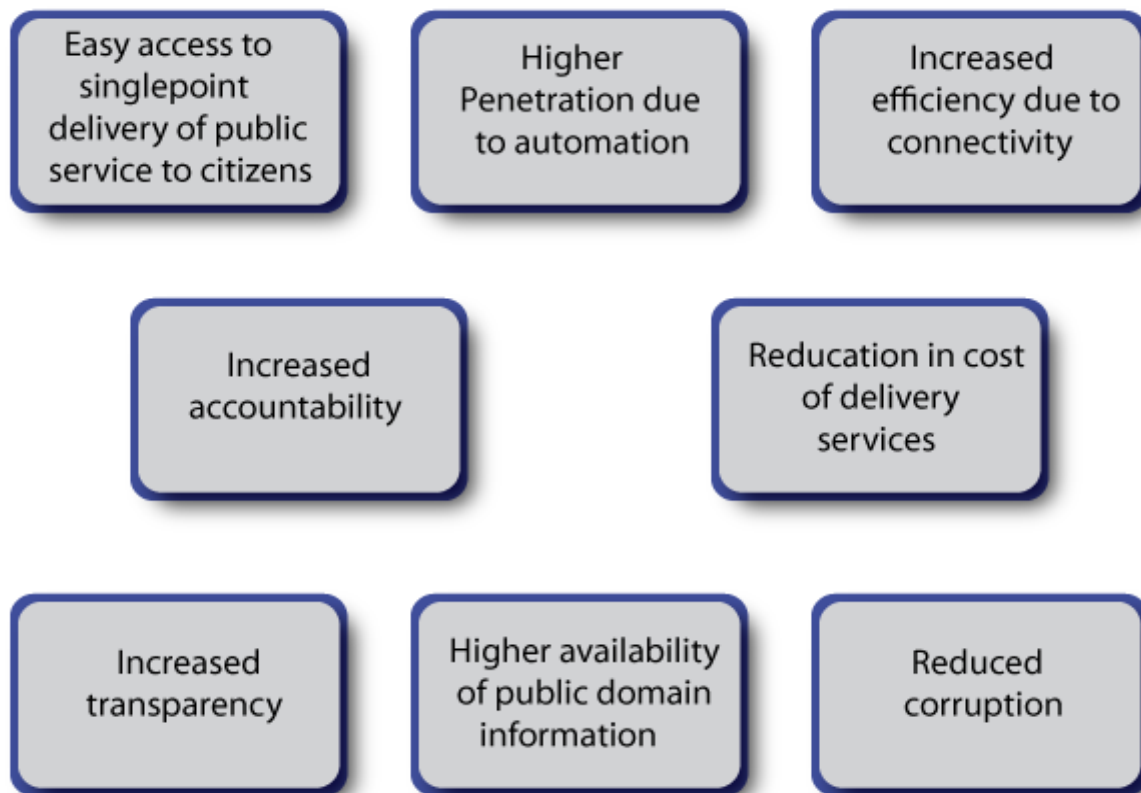 Easy access to
singlepoint
delivery of public
service to citizens
Higher
Penetration due
to automation
Increased
efficiency due to
connectivity
Increased
accountability
Reducation in cost
of delivery
services
Increased
transparency
Higher availability
of public domain
information
Reduced
corruption